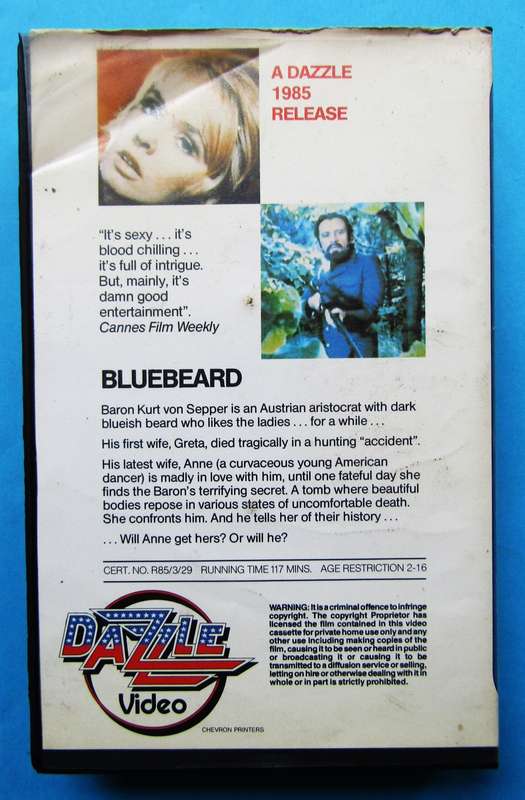 A DAZZLE
1985
RELEASE
“It’s sexy . . . it’s
blood chilling . . .
it’s full of intrigue.
But, mainly, it’s
damn good
entertainment”.
Cannes Film Weekly
BLUEBEARD
Baron Kurt von Sepper is an Austrian aristocrat with dark
blueish beard who likes the ladies . . . for a while . . .
His first wife, Greta, died tragically in a hunting “accident”.
His latest wife, Anne (a curvaceous young American
dancer) is madly in love with him, until one fateful day she
finds the Baron’s terrifying secret. A tomb where beautiful
bodies repose in various states of uncomfortable death.
She confronts him. And he tells her of their history . . .
. . . Will Anne get hers? Or will he?
CERT. NO. R85/3/29 RUNNING TIME 117 MINS. AGE RESTRICTION 2-16
DAZZLE
Video
WARNING: It is a criminal offence to infringe
copyright. The copyright Proprietor has
licensed the film contained in this video
cassette for private home use only and any
other use including making copies of the
film, causing it to be seen or heard in public
or broadcasting it or causing it to be
transmitted to a diffusion service or selling,
letting on hire or otherwise dealing with it in
whole or in part is strictly prohibited.
CHEVRON PRINTERS